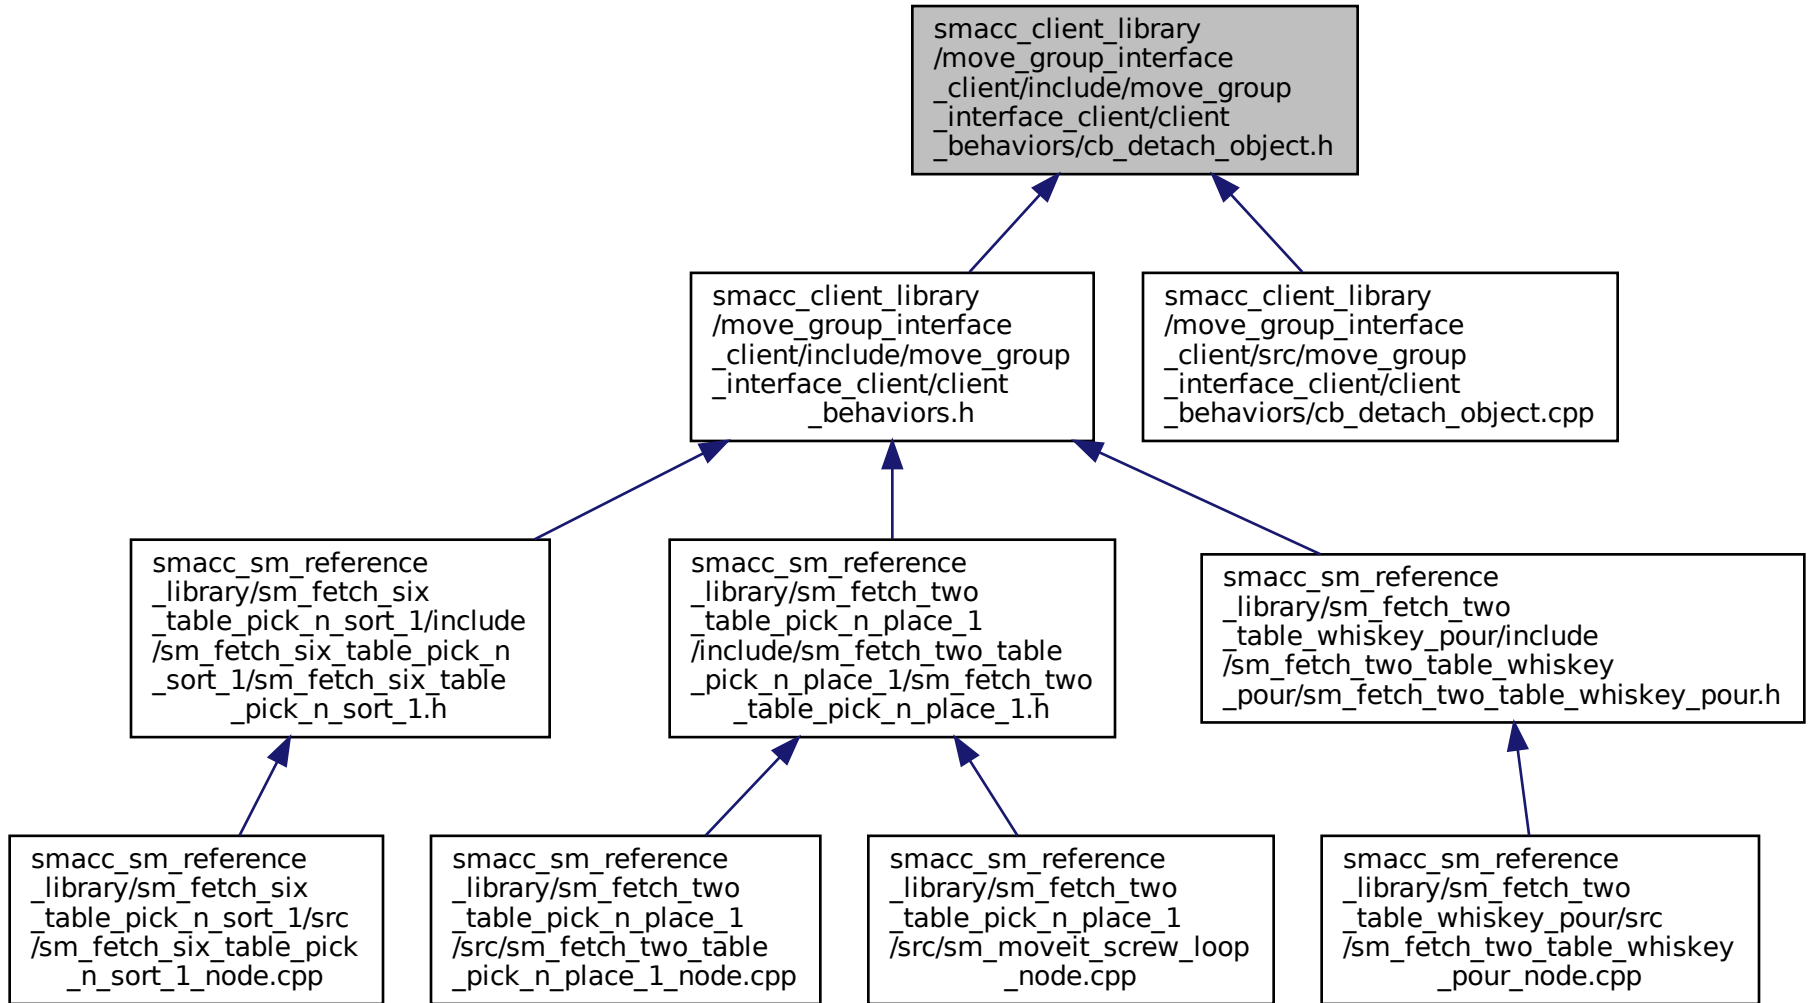 smacc_client_library
/move_group_interface
_client/include/move_group
_interface_client/client
_behaviors/cb_detach_object.h
smacc_client_library
/move_group_interface
_client/include/move_group
_interface_client/client
_behaviors.h
smacc_client_library
/move_group_interface
_client/src/move_group
_interface_client/client
_behaviors/cb_detach_object.cpp
smacc_sm_reference
_library/sm_fetch_six
_table_pick_n_sort_1/include
/sm_fetch_six_table_pick_n
_sort_1/sm_fetch_six_table
_pick_n_sort_1.h
smacc_sm_reference
_library/sm_fetch_two
_table_pick_n_place_1
/include/sm_fetch_two_table
_pick_n_place_1/sm_fetch_two
_table_pick_n_place_1.h
smacc_sm_reference
_library/sm_fetch_two
_table_whiskey_pour/include
/sm_fetch_two_table_whiskey
_pour/sm_fetch_two_table_whiskey_pour.h
smacc_sm_reference
_library/sm_fetch_six
_table_pick_n_sort_1/src
/sm_fetch_six_table_pick
_n_sort_1_node.cpp
smacc_sm_reference
_library/sm_fetch_two
_table_pick_n_place_1
/src/sm_fetch_two_table
_pick_n_place_1_node.cpp
smacc_sm_reference
_library/sm_fetch_two
_table_pick_n_place_1
/src/sm_moveit_screw_loop
_node.cpp
smacc_sm_reference
_library/sm_fetch_two
_table_whiskey_pour/src
/sm_fetch_two_table_whiskey
_pour_node.cpp